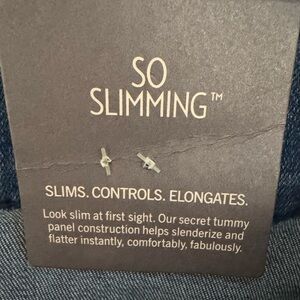 SO
SLIMMING™
SLIMS. CONTROLS. ELONGATES.
Look slim at first sight. Our secret tummy
panel construction helps slenderize and
flatter instantly, comfortably, fabulously.